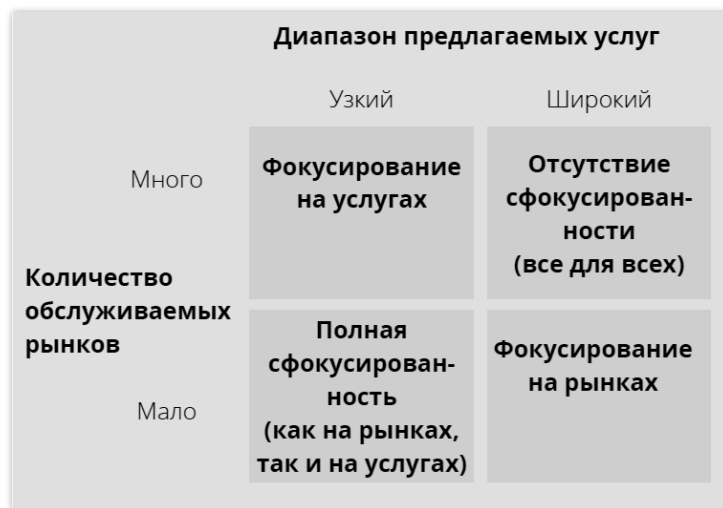 Диапазон предлагаемых услуг
Узкий
Широкий
Много
Фокусирование
на услугах
Отсутствие
сфокусирован-
ности
(все для всех)
Количество
обслуживаемых
рынков
Мало
Полная
сфокусирован-
ность
(как на рынках,
так и на услугах)
Фокусирование
на рынках